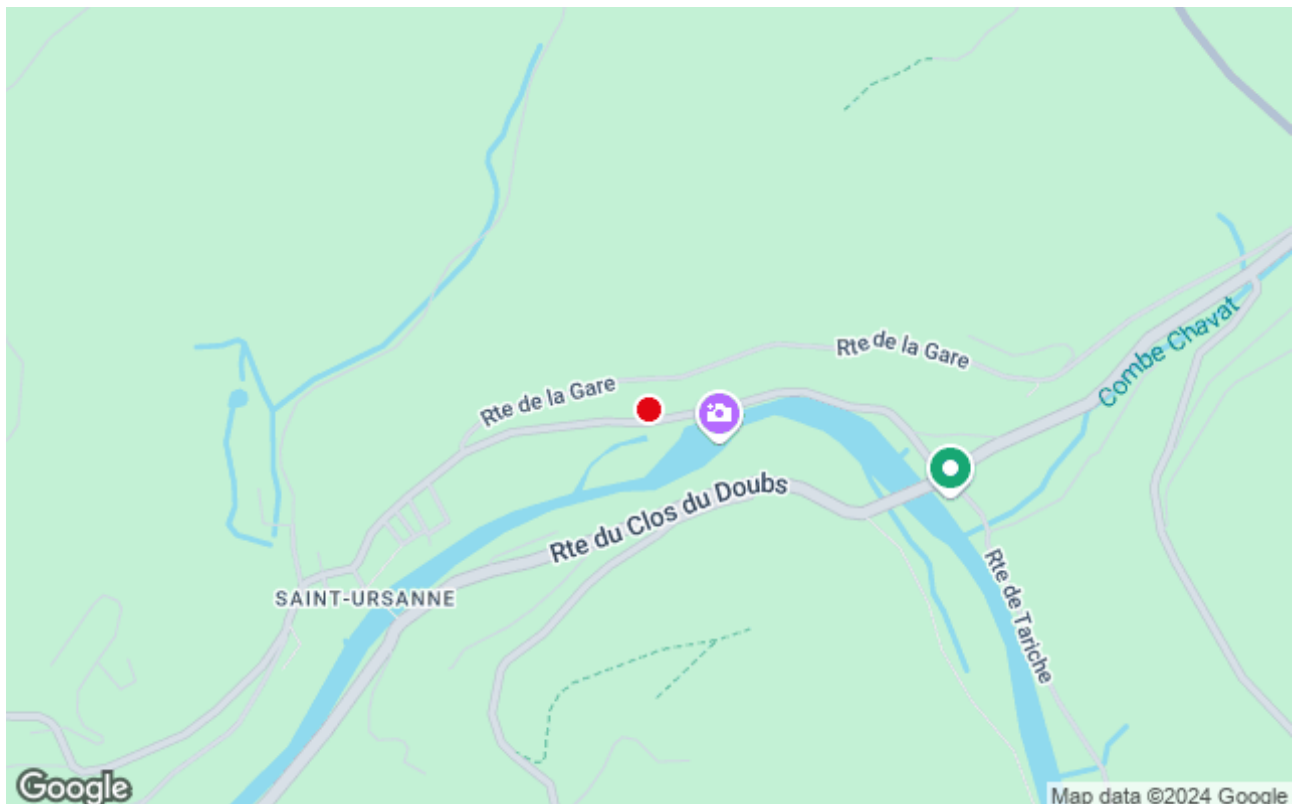 Rte de la Gare
Combe Chavat
Rte de la Gare
Rte du Clos du Doubs
SAINT-URSANNE
Rte de Tariche
Google
Map data ©2024 Google